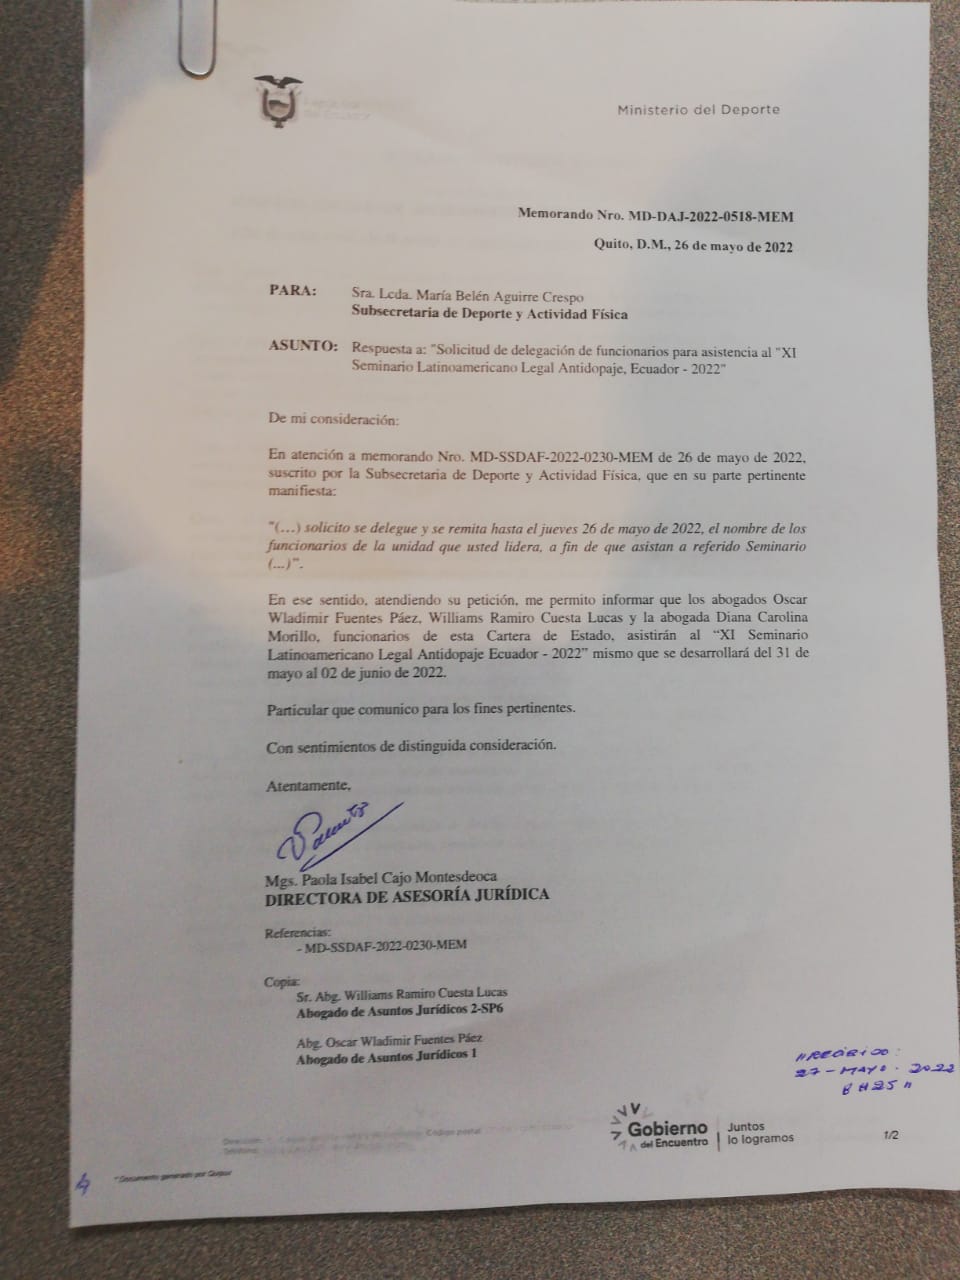 Ministerio del Deporte
Memorando Nro. MD-DAJ-2022-0518-MEM
Quito, D.M., 26 de mayo de 2022
PARA: Sra. Lcda. María Belén Aguirre Crespo
Subsecretaria de Deporte y Actividad Física
ASUNTO: Respuesta a: "Solicitud de delegación de funcionarios para asistencia al "XI
Seminario Latinoamericano Legal Antidopaje, Ecuador - 2022"
De mi consideración:
En atención a memorando Nro. MD-SSDAF-2022-0230-MEM de 26 de mayo de 2022,
suscrito por la Subsecretaria de Deporte y Actividad Física, que en su parte pertinente
manifiesta:
"(...) solicito se delegue y se remita hasta el jueves 26 de mayo de 2022, el nombre de los
funcionarios de la unidad que usted lidera, a fin de que asistan a referido Seminario
(...)".
En ese sentido, atendiendo su petición, me permito informar que los abogados Oscar
Wladimir Fuentes Páez, Williams Ramiro Cuesta Lucas y la abogada Diana Carolina
Morillo, funcionarios de esta Cartera de Estado, asistirán al “XI Seminario
Latinoamericano Legal Antidopaje Ecuador - 2022” mismo que se desarrollará del 31 de
mayo al 02 de junio de 2022.
Particular que comunico para los fines pertinentes.
Con sentimientos de distinguida consideración.
Atentamente,
Mgs. Paola Isabel Cajo Montesdeoca
DIRECTORA DE ASESORÍA JURÍDICA
Referencias:
- MD-SSDAF-2022-0230-MEM
Copia:
Sr. Abg. Williams Ramiro Cuesta Lucas
Abogado de Asuntos Jurídicos 2-SP6
Abg. Oscar Wladimir Fuentes Páez
Abogado de Asuntos Jurídicos 1
"RECIBIDO:
27-MAYO. 2022
8H25"
Gobierno
del Encuentro
Juntos
lo logramos
1/2
* Documento generado por Quipux